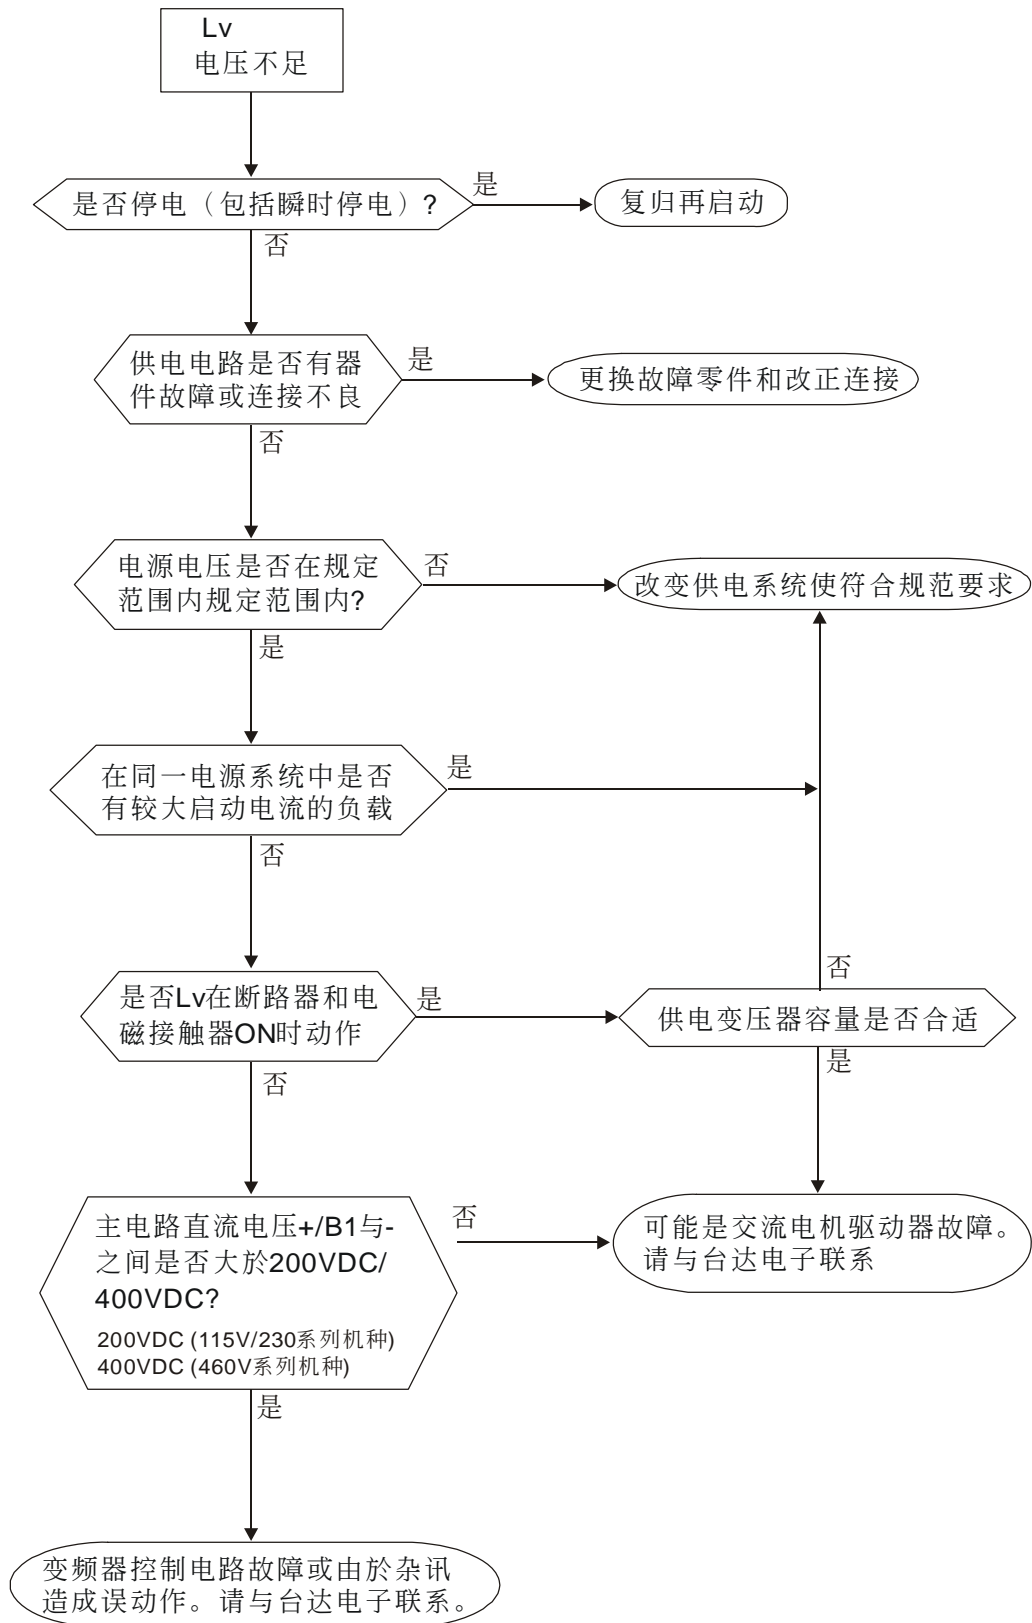 Lv
电压不足
是否停电（包括瞬时停电）?
是
复归再启动
否
供电电路是否有器
件故障或连接不良
是
更换故障零件和改正连接
否
电源电压是否在规定
范围内规定范围内?
否
改变供电系统使符合规范要求
是
在同一电源系统中是否
有较大启动电流的负载
是
否
是否Lv在断路器和电
磁接触器ON时动作
是
否
供电变压器容量是否合适
是
否
主电路直流电压+/B1与-
之间是否大於200VDC/
400VDC?
200VDC (115V/230系列机种)
400VDC (460V系列机种)
否
可能是交流电机驱动器故障。
请与台达电子联系
是
变频器控制电路故障或由於杂讯
造成误动作。请与台达电子联系。